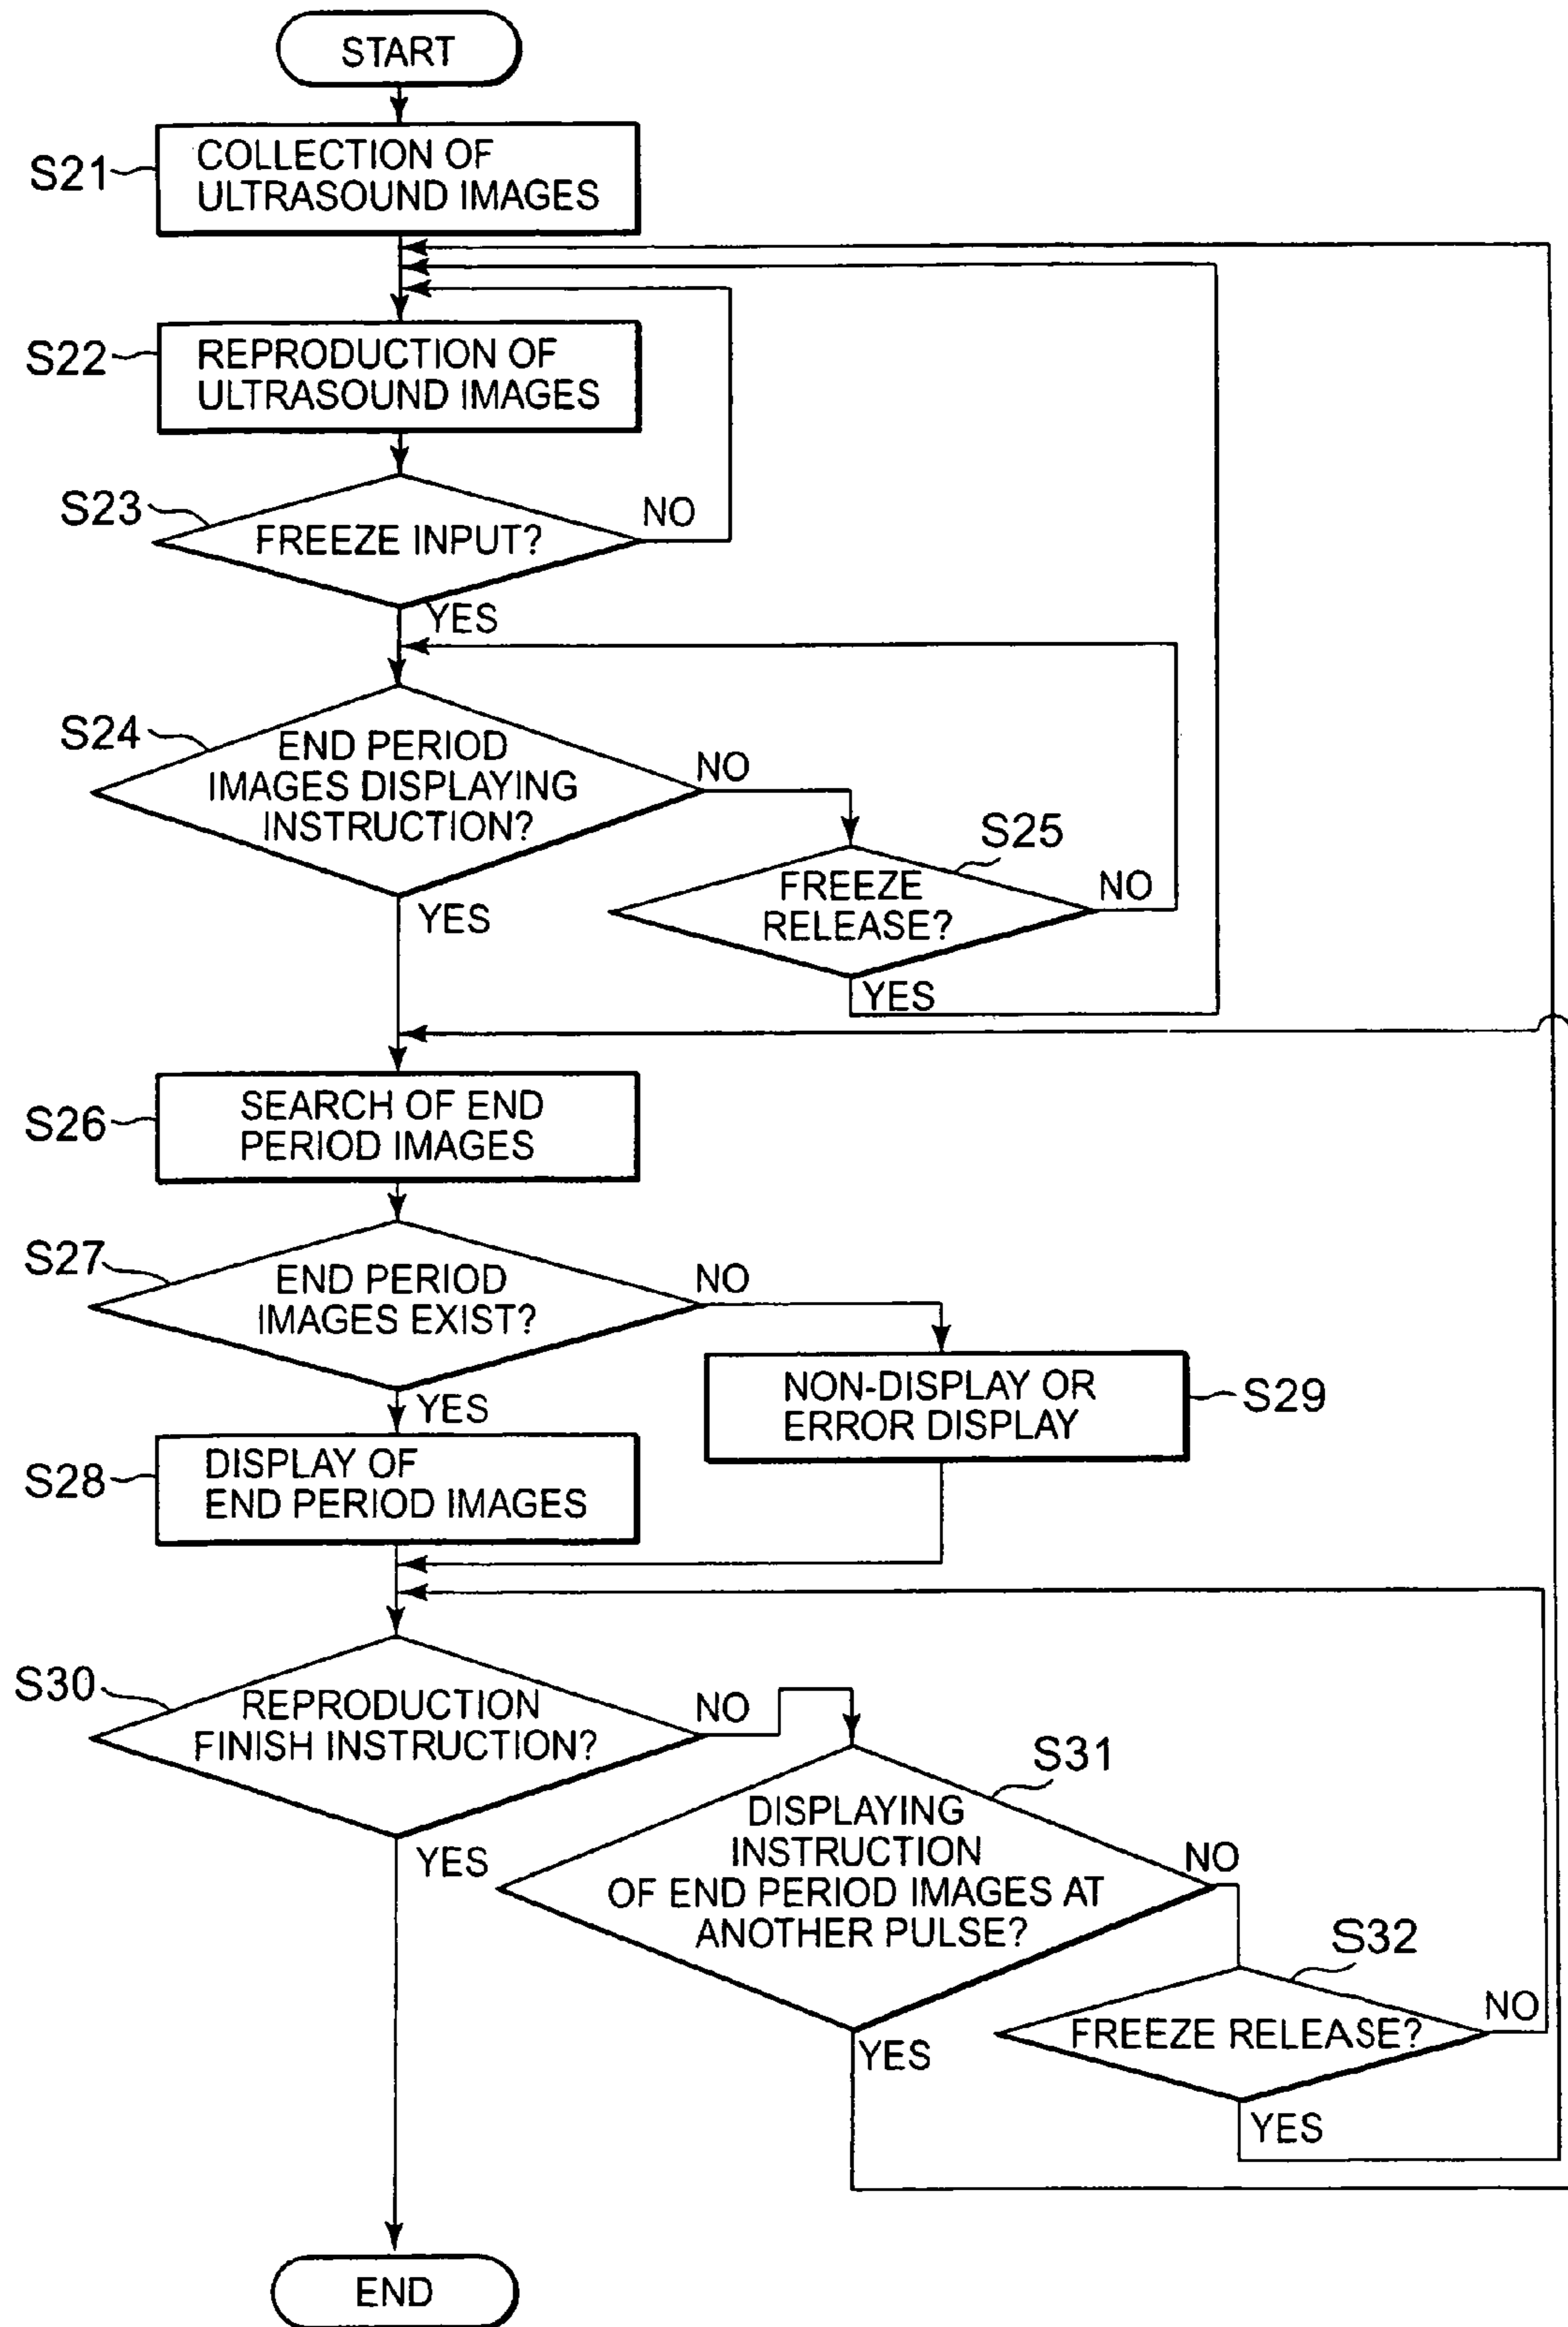 START
S21
COLLECTION OF
ULTRASOUND IMAGES
S22
REPRODUCTION OF
ULTRASOUND IMAGES
S23
FREEZE INPUT?
NO
YES
S24
END PERIOD
IMAGES DISPLAYING
INSTRUCTION?
NO
YES
S25
FREEZE
RELEASE?
NO
YES
S26
SEARCH OF END
PERIOD IMAGES
S27
END PERIOD
IMAGES EXIST?
NO
YES
S29
NON-DISPLAY OR
ERROR DISPLAY
S28
DISPLAY OF
END PERIOD IMAGES
S30
REPRODUCTION
FINISH INSTRUCTION?
NO
YES
S31
DISPLAYING
INSTRUCTION
OF END PERIOD IMAGES AT
ANOTHER PULSE?
NO
YES
S32
FREEZE RELEASE?
NO
YES
END